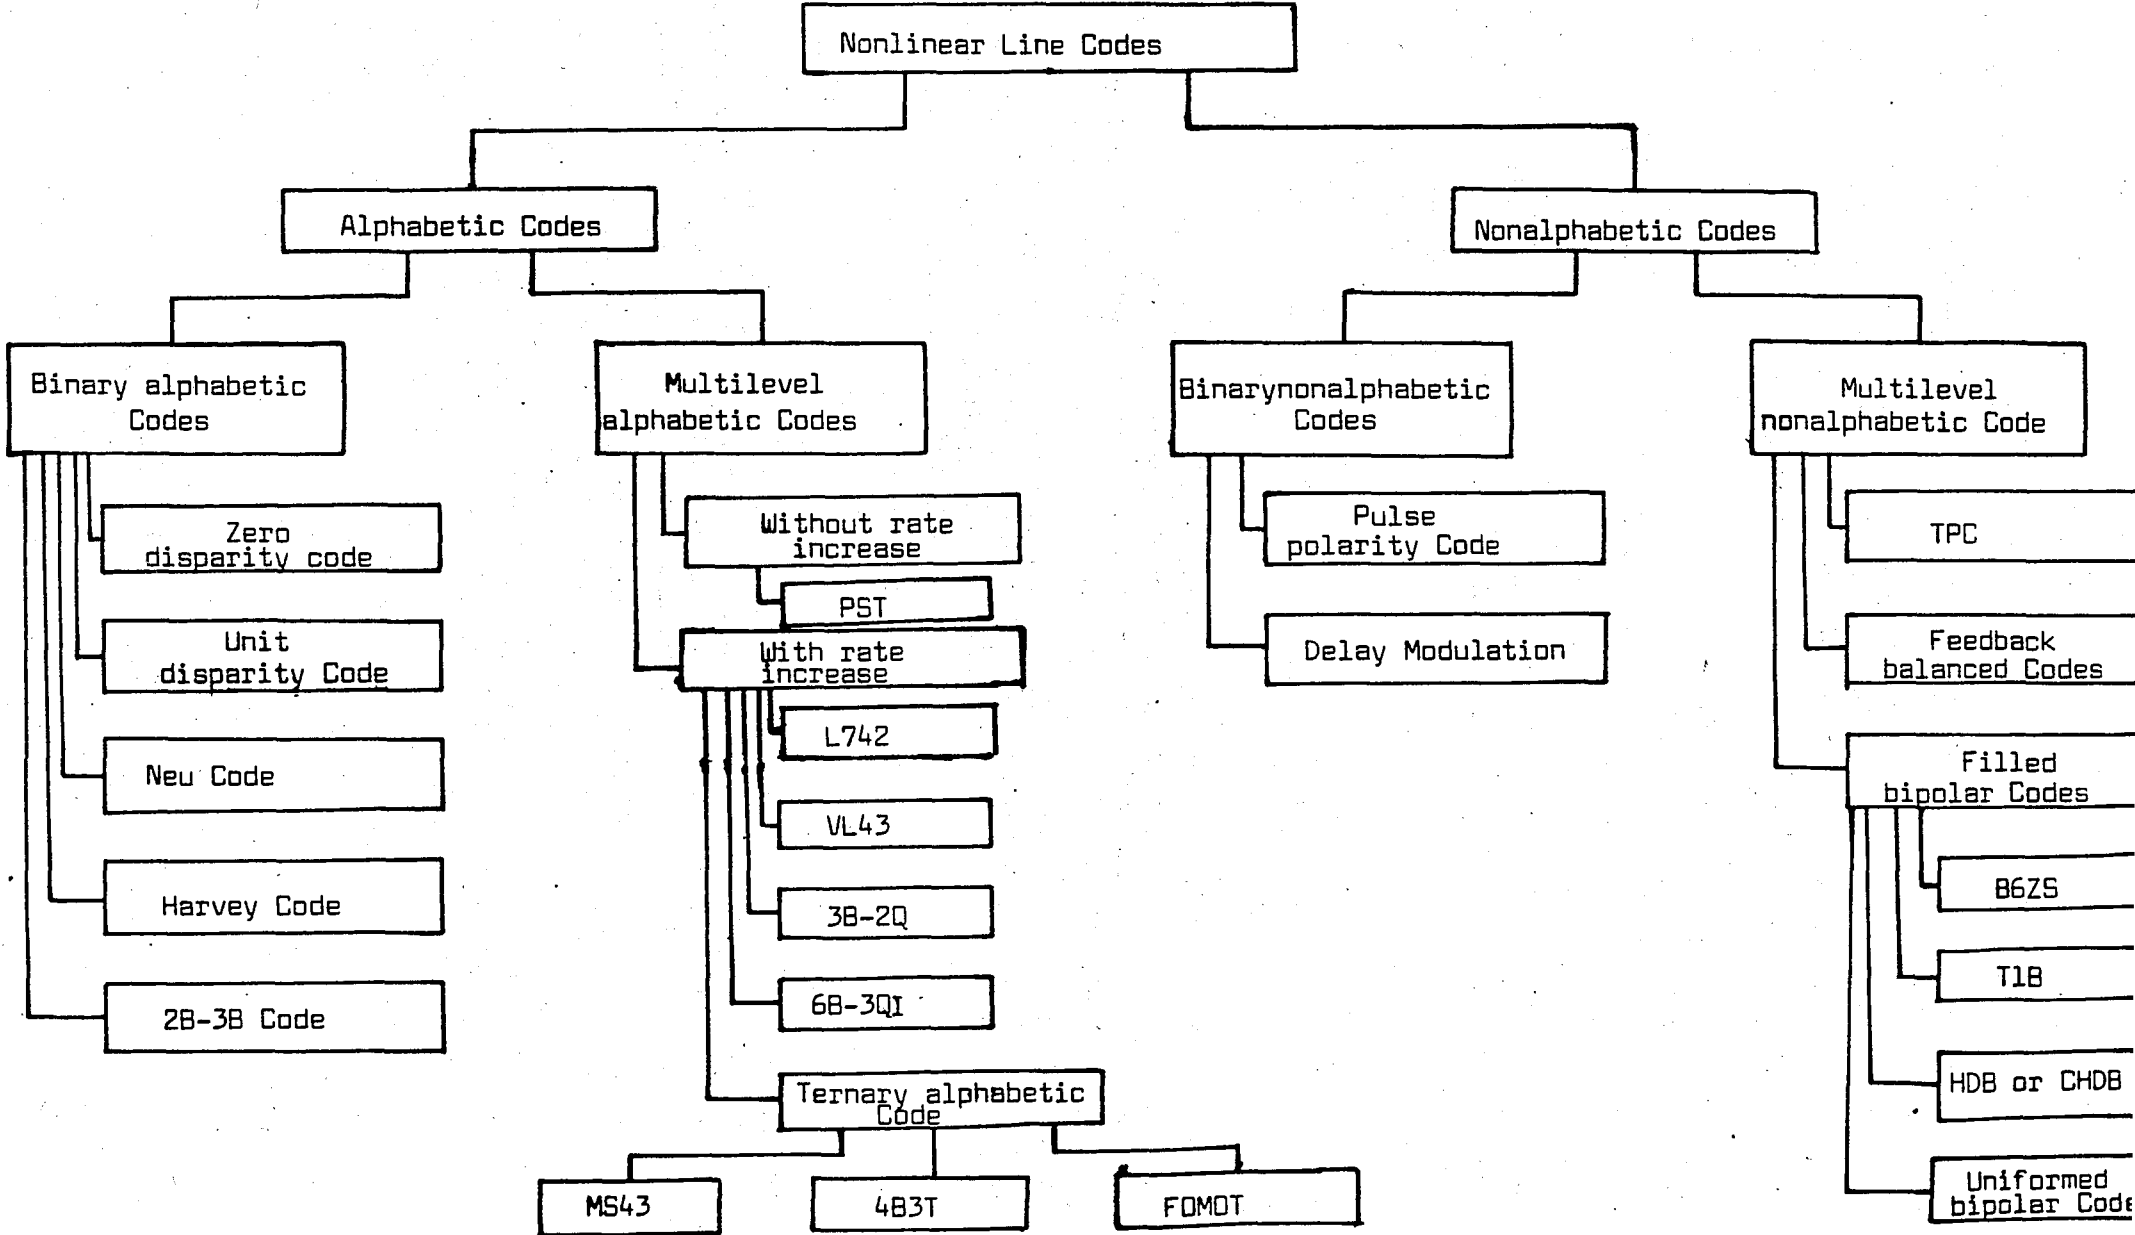 Nonlinear Line Codes
Alphabetic Codes
Nonalphabetic Codes
Binary alphabetic
Codes
Multilevel
alphabetic Codes
Binarynonalphabetic
Codes
Multilevel
nonalphabetic Code
Zero
disparity code
Unit
disparity Code
Neu Code
Harvey Code
2B-3B Code
Without rate
increase
PST
With rate
increase
L742
VL43
3B-2Q
6B-3QI
Ternary alphabetic
Code
MS43
4B3T
FOMOT
Pulse
polarity Code
Delay Modulation
TPC
Feedback
balanced Codes
Filled
bipolar Codes
B6ZS
T1B
HDB or CHDB
Uniformed
bipolar Code